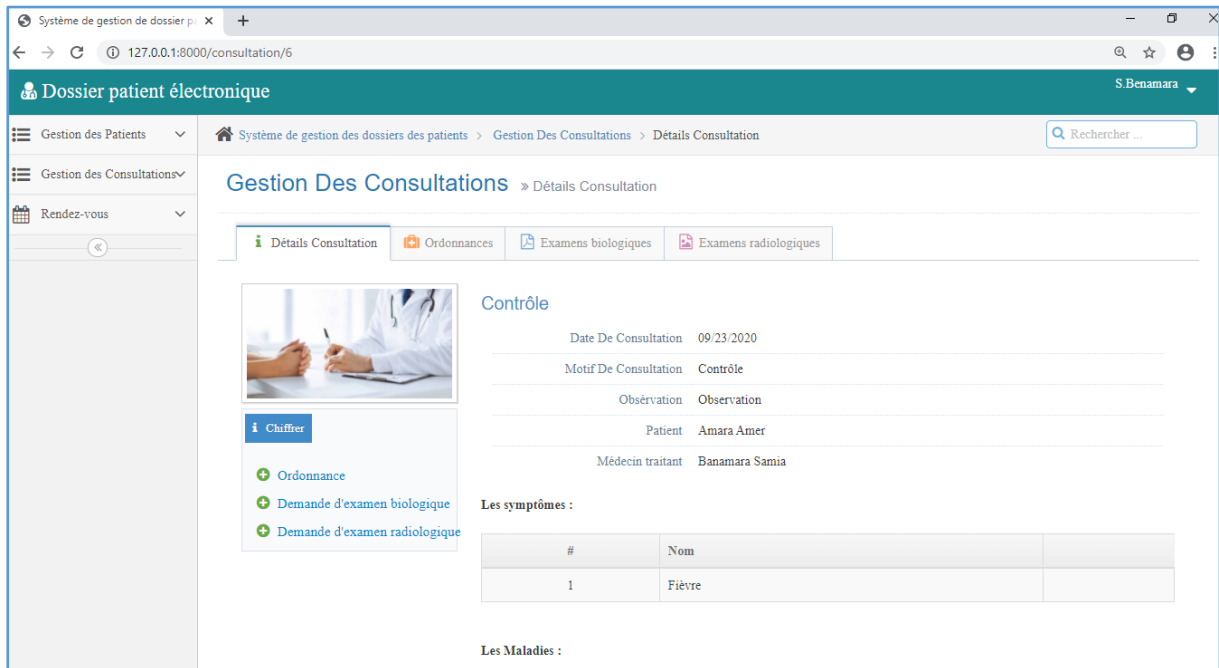 Système de gestion de dossier pa
127.0.0.1:8000/consultation/6
Dossier patient électronique
S.Benamara
Gestion des Patients
Gestion des Consultations
Rendez-vous
Système de gestion des dossiers des patients > Gestion Des Consultations > Détails Consultation
Rechercher ...
Gestion Des Consultations » Détails Consultation
Détails Consultation
Ordonnances
Examens biologiques
Examens radiologiques
Chiffrer
Ordonnance
Demande d'examen biologique
Demande d'examen radiologique
Contrôle
Date De Consultation 09/23/2020
Motif De Consultation Contrôle
Obsérvation Observation
Patient Amara Amer
Médecin traitant Banamara Samia
Les symptômes :
# Nom
1 Fièvre
Les Maladies :